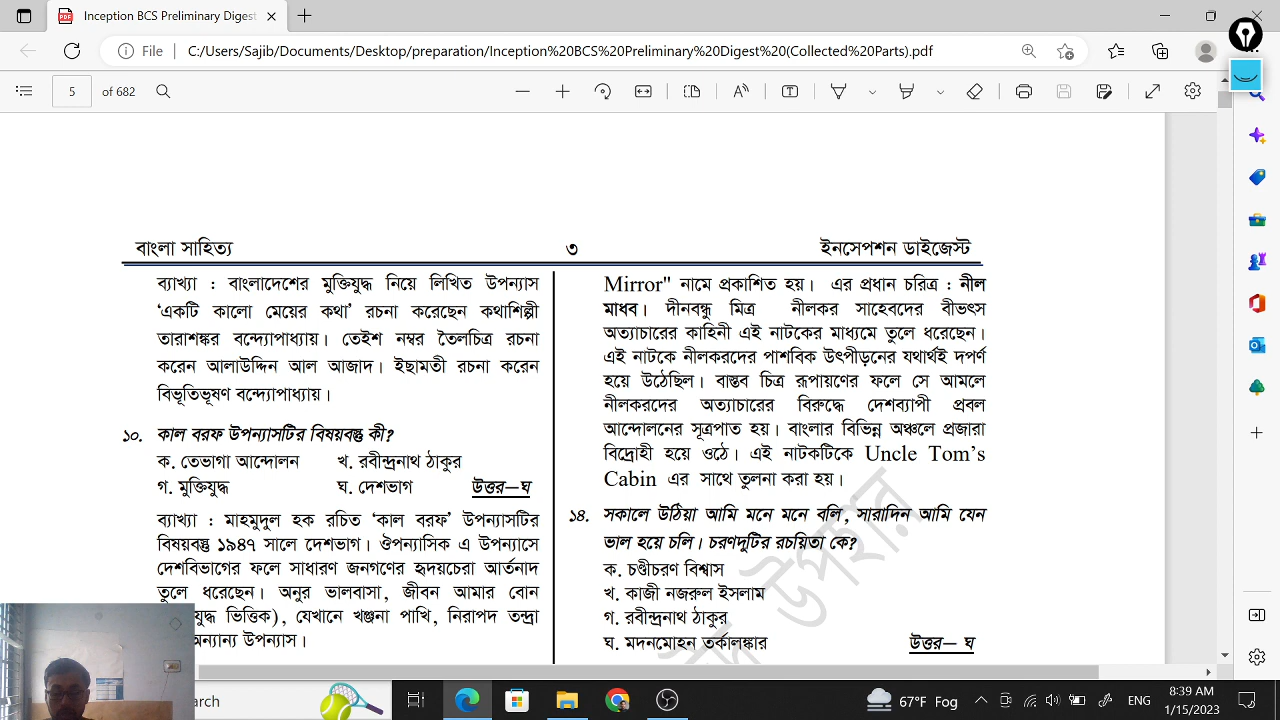 Inception BCS Preliminary Digest
File
C:/Users/Sajib/Documents/Desktop/preparation/Inception%20BCS%20Preliminary%20Digest%20(Collected%20Parts).pdf
5 of 682
বাংলা সাহিত্য
৩
ইনসেপশন ডাইজেস্ট
ব্যাখ্যা : বাংলাদেশের মুক্তিযুদ্ধ নিয়ে লিখিত উপন্যাস
‘একটি কালো মেয়ের কথা’ রচনা করেছেন কথাশিল্পী
তারাশঙ্কর বন্দ্যোপাধ্যায়। তেইশ নম্বর তৈলচিত্র রচনা
করেন আলাউদ্দিন আল আজাদ। ইছামতী রচনা করেন
বিভূতিভূষণ বন্দ্যোপাধ্যায়।
১০. কাল বরফ উপন্যাসটির বিষয়বস্তু কী?
ক. তেভাগা আন্দোলন খ. রবীন্দ্রনাথ ঠাকুর
গ. মুক্তিযুদ্ধ ঘ. দেশভাগ উত্তর–ঘ
ব্যাখ্যা : মাহমুদুল হক রচিত ‘কাল বরফ’ উপন্যাসটির
বিষয়বস্তু ১৯৪৭ সালে দেশভাগ। ঔপন্যাসিক এ উপন্যাসে
দেশবিভাগের ফলে সাধারণ জনগণের হৃদয়চেরা আর্তনাদ
তুলে ধরেছেন। অনুর ভালবাসা, জীবন আমার বোন
যুদ্ধ ভিত্তিক), যেখানে খঞ্জনা পাখি, নিরাপদ তন্দ্রা
অন্যান্য উপন্যাস।
Mirror" নামে প্রকাশিত হয়। এর প্রধান চরিত্র : নীল
মাধব। দীনবন্ধু মিত্র নীলকর সাহেবদের বীভৎস
অত্যাচারের কাহিনী এই নাটকের মাধ্যমে তুলে ধরেছেন।
এই নাটকে নীলকরদের পাশবিক উৎপীড়নের যথার্থই দপর্ণ
হয়ে উঠেছিল। বাস্তব চিত্র রূপায়ণের ফলে সে আমলে
নীলকরদের অত্যাচারের বিরুদ্ধে দেশব্যাপী প্রবল
আন্দোলনের সূত্রপাত হয়। বাংলার বিভিন্ন অঞ্চলে প্রজারা
বিদ্রোহী হয়ে ওঠে। এই নাটকটিকে Uncle Tom’s
Cabin এর সাথে তুলনা করা হয়।
১৪. সকালে উঠিয়া আমি মনে মনে বলি, সারাদিন আমি যেন
ভাল হয়ে চলি। চরণদুটির রচয়িতা কে?
ক. চণ্ডীচরণ বিশ্বাস
খ. কাজী নজরুল ইসলাম
গ. রবীন্দ্রনাথ ঠাকুর
ঘ. মদনমোহন তর্কালঙ্কার উত্তর– ঘ
উপহার
arch
67°F Fog
ENG
8:39 AM
1/15/2023